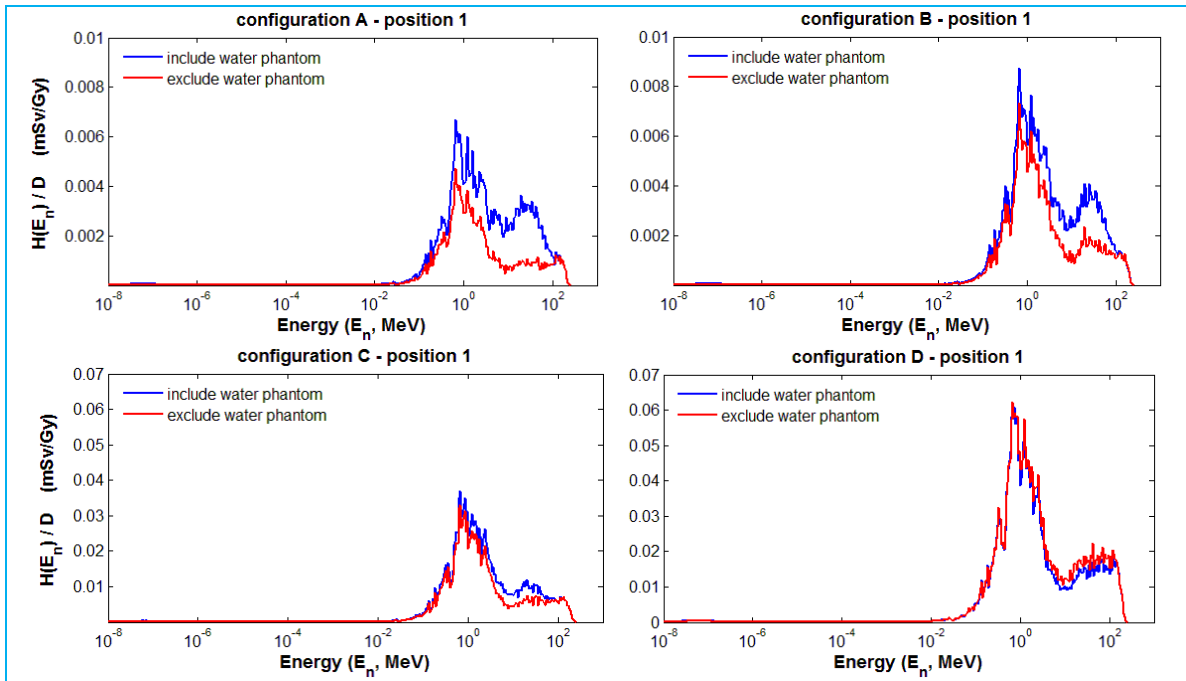 configuration A - position 1
0.01
0.008
0.006
0.004
0.002
H(Eₙ) / D (mSv/Gy)
include water phantom
exclude water phantom
10⁻⁸ 10⁻⁶ 10⁻⁴ 10⁻² 10⁰ 10²
Energy (Eₙ, MeV)
configuration B - position 1
0.01
0.008
0.006
0.004
0.002
include water phantom
exclude water phantom
10⁻⁸ 10⁻⁶ 10⁻⁴ 10⁻² 10⁰ 10²
Energy (Eₙ, MeV)
configuration C - position 1
0.07
0.06
0.05
0.04
0.03
0.02
0.01
H(Eₙ) / D (mSv/Gy)
include water phantom
exclude water phantom
10⁻⁸ 10⁻⁶ 10⁻⁴ 10⁻² 10⁰ 10²
Energy (Eₙ, MeV)
configuration D - position 1
0.07
0.06
0.05
0.04
0.03
0.02
0.01
0
include water phantom
exclude water phantom
10⁻⁸ 10⁻⁶ 10⁻⁴ 10⁻² 10⁰ 10²
Energy (Eₙ, MeV)